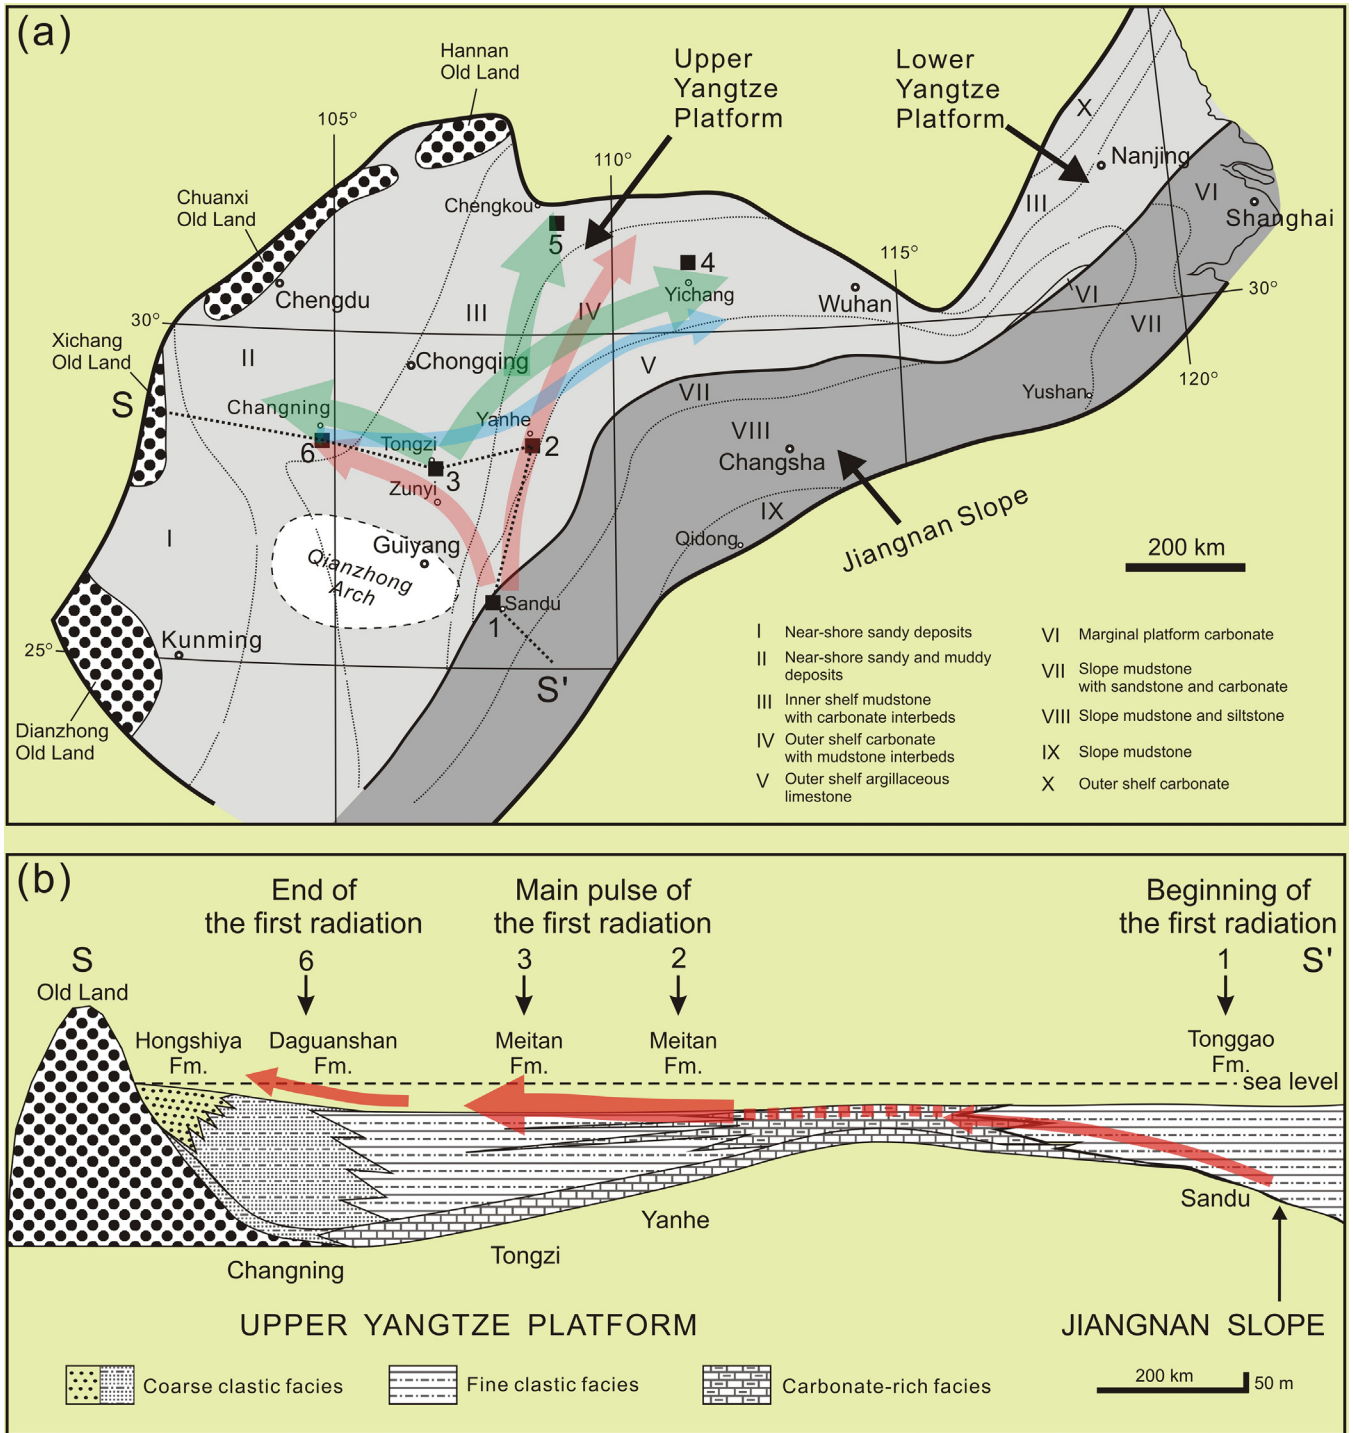 (a)
Hannan
Old Land
Upper
Yangtze
Platform
Lower
Yangtze
Platform
105°
110°
X
Nanjing
Chuanxi
Old Land
Chengkou
5
III
VI
Shanghai
4
Yichang
115°
Chengdu
III
IV
Wuhan
VI
30°
VII
30°
Xichang
Old Land
II
Chongqing
V
120°
S
Changning
Yanhe
VII
Yushan
6
Tongzi
2
VIII
Changsha
3
Zunyi
IX
I
Guiyang
Qidong
Jiangnan Slope
200 km
Qianzhong
Arch
Sandu
1
Kunming
25°
S'
Dianzhong
Old Land
I Near-shore sandy deposits
II Near-shore sandy and muddy
deposits
III Inner shelf mudstone
with carbonate interbeds
IV Outer shelf carbonate
with mudstone interbeds
V Outer shelf argillaceous
limestone
VI Marginal platform carbonate
VII Slope mudstone
with sandstone and carbonate
VIII Slope mudstone and siltstone
IX Slope mudstone
X Outer shelf carbonate
(b)
End of
the first radiation
Main pulse of
the first radiation
Beginning of
the first radiation
S
6
3
2
1
S'
Old Land
Hongshiya
Fm.
Daguanshan
Fm.
Meitan
Fm.
Meitan
Fm.
Tonggao
Fm.
sea level
Sandu
Yanhe
Tongzi
Changning
UPPER YANGTZE PLATFORM
JIANGNAN SLOPE
Coarse clastic facies
Fine clastic facies
Carbonate-rich facies
200 km
50 m